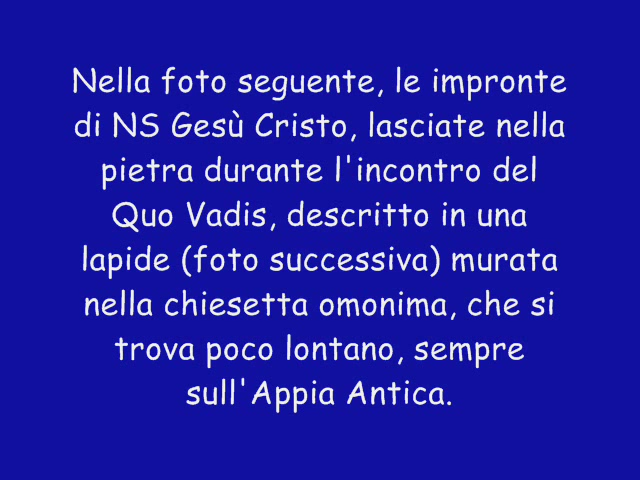 Nella foto seguente, le impronte
di NS Gesù Cristo, lasciate nella
pietra durante l'incontro del
Quo Vadis, descritto in una
lapide (foto successiva) murata
nella chiesetta omonima, che si
trova poco lontano, sempre
sull'Appia Antica.